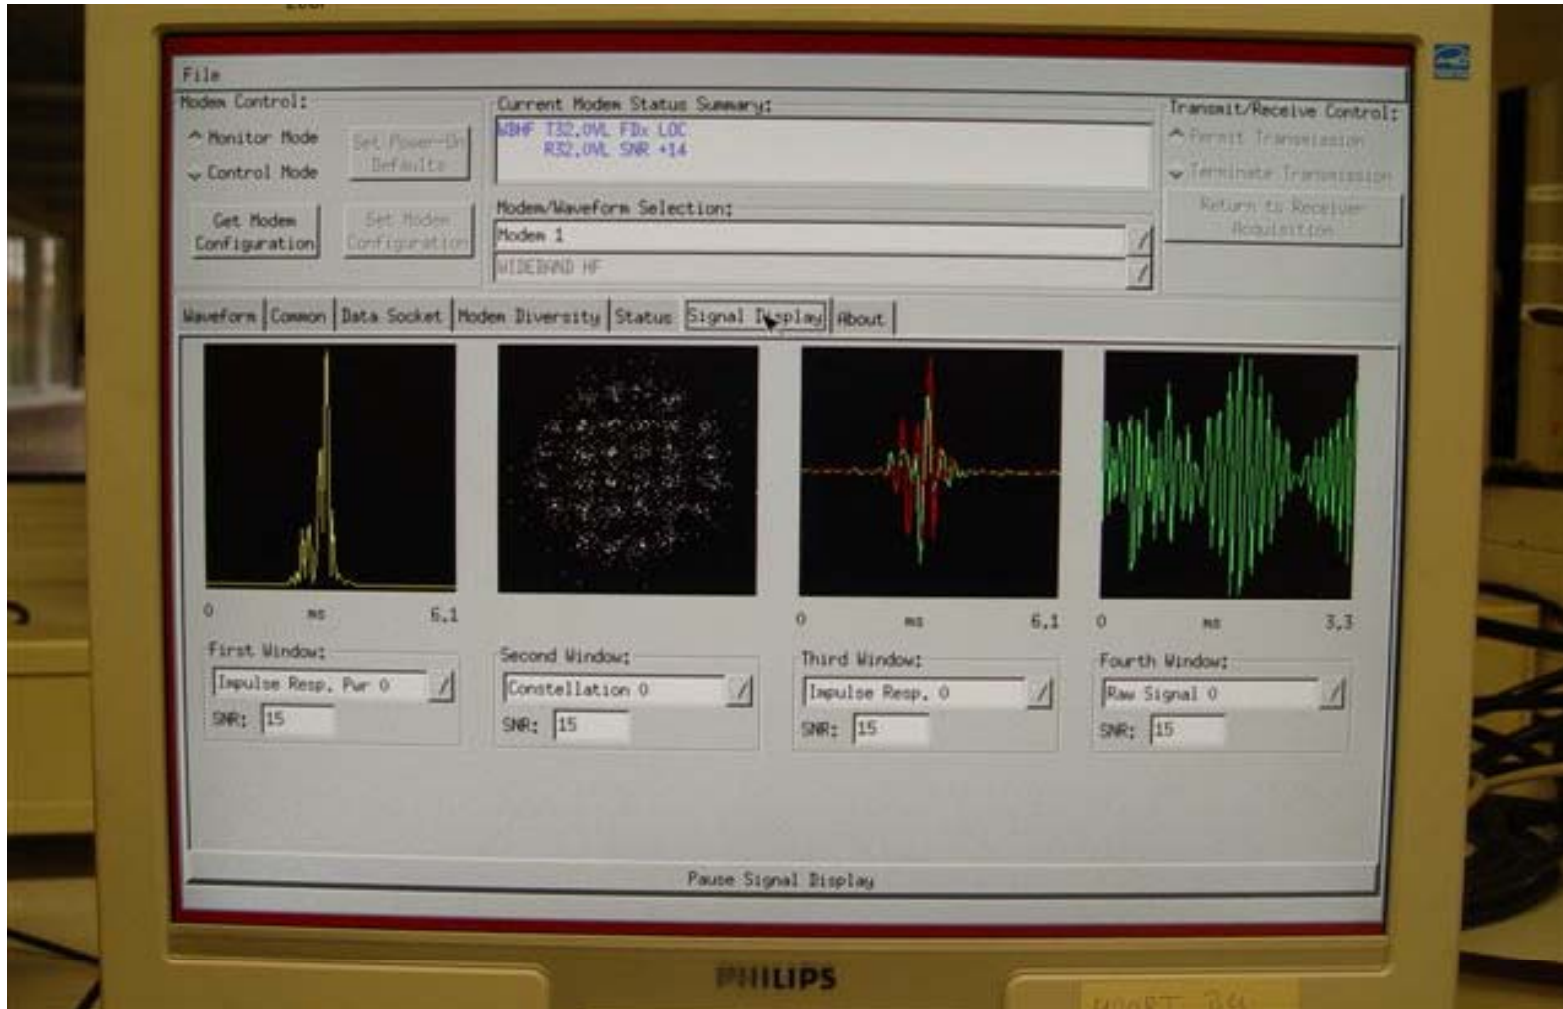 File
Modem Control:
Monitor Mode
Control Mode
Set Power-On
Defaults
Get Modem
Configuration
Set Modem
Configuration
Current Modem Status Summary:
WBHF T32.0VL FDx LOC
R32.0VL SNR +14
Modem/Waveform Selection:
Modem 1
WIDEBAND HF
Transmit/Receive Control:
Permit Transmission
Terminate Transmission
Return to Receiver
Acquisition
Waveform Common Data Socket Modem Diversity Status Signal Display About
0 ms 6.1
0 ms 6.1
0 ms 3.3
First Window:
Impulse Resp. Pwr 0
SNR: 15
Second Window:
Constellation 0
SNR: 15
Third Window:
Impulse Resp. 0
SNR: 15
Fourth Window:
Raw Signal 0
SNR: 15
Pause Signal Display
PHILIPS